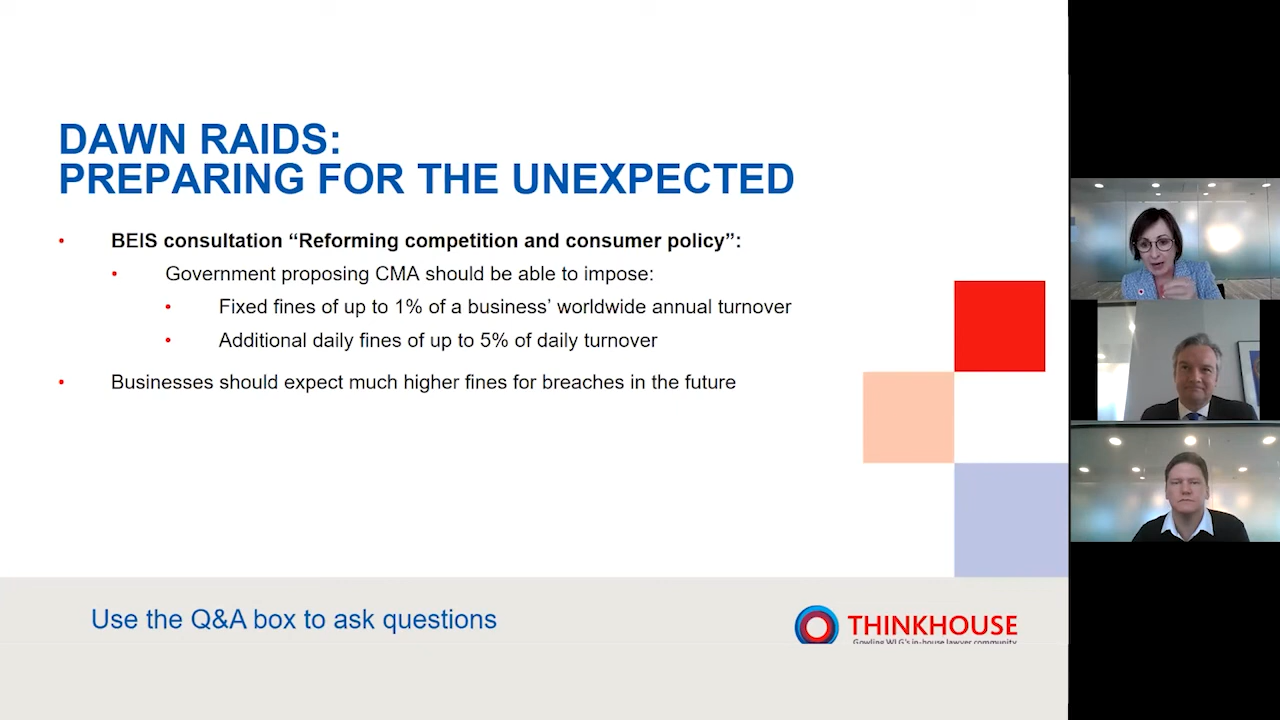 DAWN RAIDS:
PREPARING FOR THE UNEXPECTED
• BEIS consultation “Reforming competition and consumer policy”:
• Government proposing CMA should be able to impose:
• Fixed fines of up to 1% of a business’ worldwide annual turnover
• Additional daily fines of up to 5% of daily turnover
• Businesses should expect much higher fines for breaches in the future
Use the Q&A box to ask questions
THINKHOUSE
Gowling WLG's in-house lawyer community